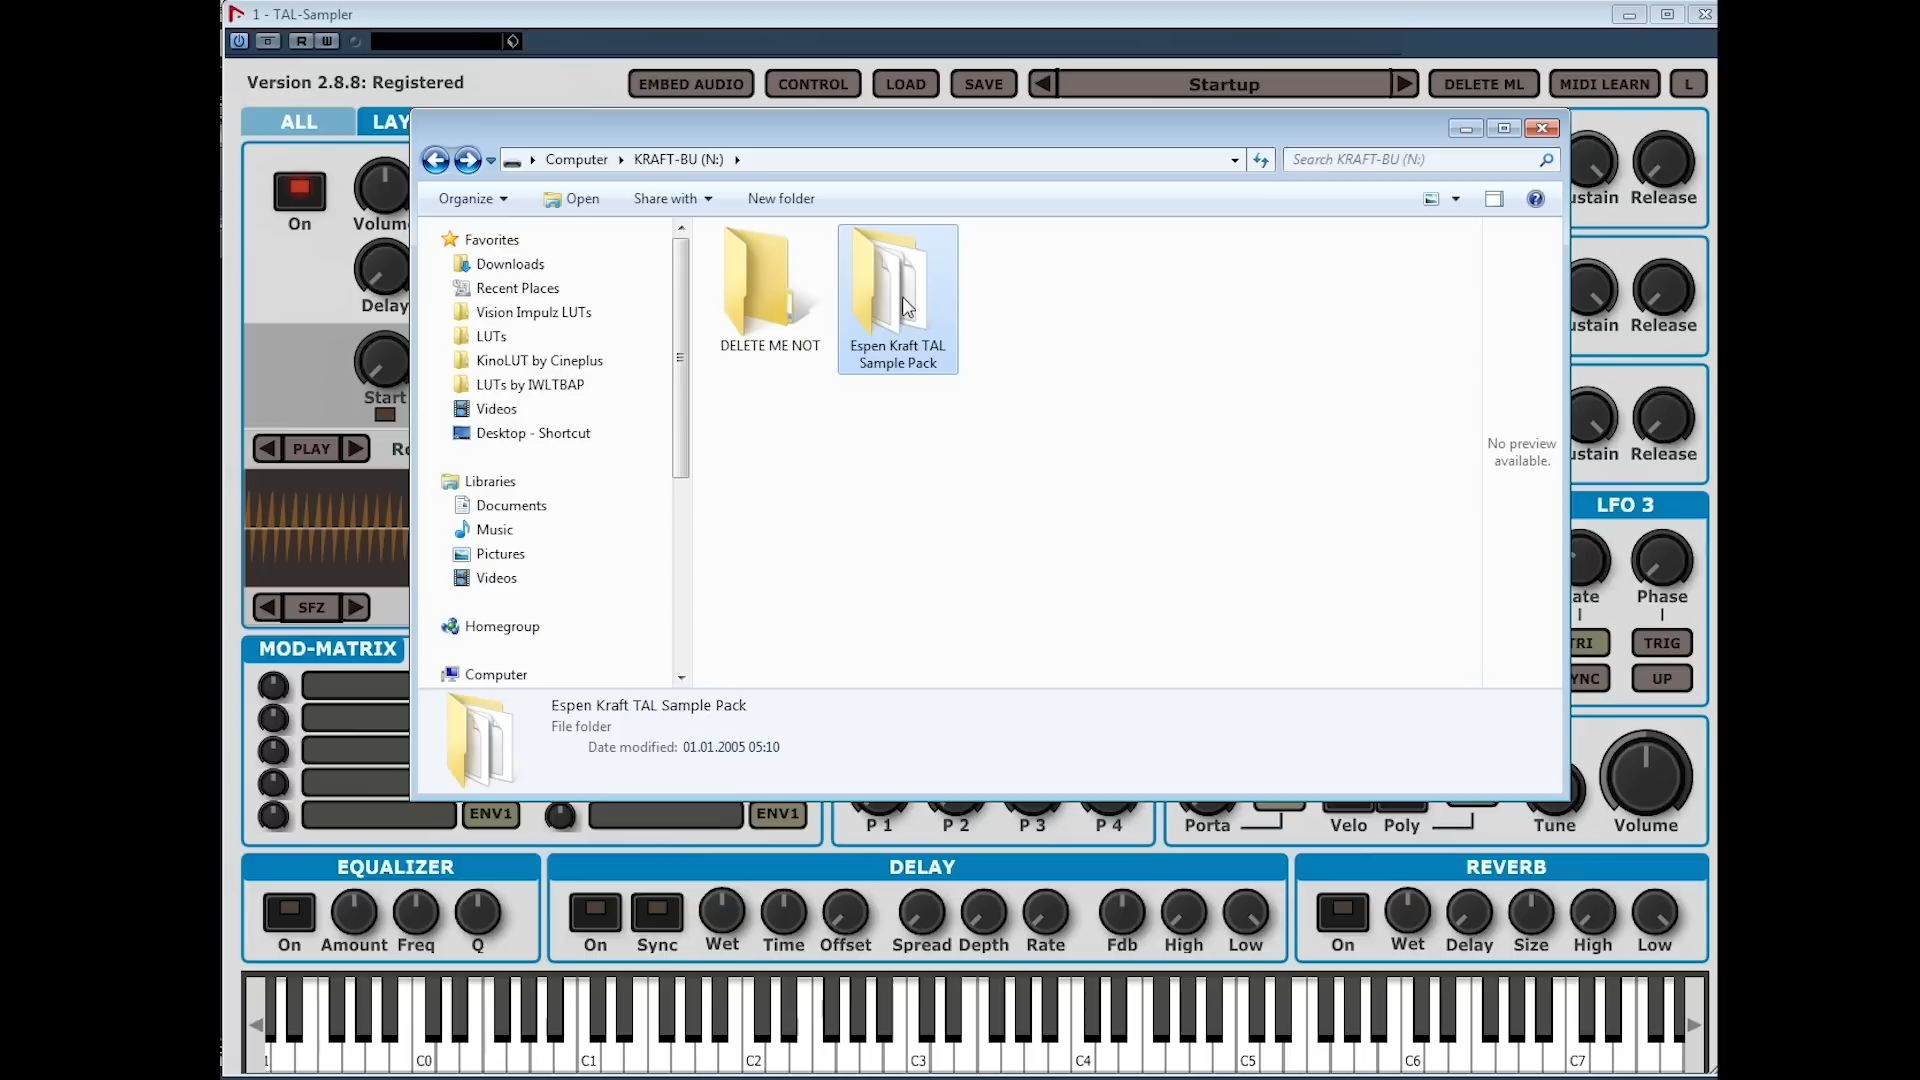 1 - TAL-Sampler
R W
Version 2.8.8: Registered
EMBED AUDIO CONTROL LOAD SAVE Startup DELETE ML MIDI LEARN L
ALL LAY
On Volum
Delay
Start
PLAY Ro
SFZ
MOD-MATRIX
Computer KRAFT-BU (N:) Search KRAFT-BU (N:)
Organize Open Share with New folder
Favorites
Downloads
Recent Places
Vision Impulz LUTs
LUTs
KinoLUT by Cineplus
LUTs by IWLTBAP
Videos
Desktop - Shortcut
Libraries
Documents
Music
Pictures
Videos
Homegroup
Computer
DELETE ME NOT
Espen Kraft TAL
Sample Pack
No preview
available.
Espen Kraft TAL Sample Pack
File folder
Date modified: 01.01.2005 05:10
ustain Release
ustain Release
ustain Release
LFO 3
ate Phase
TRI TRIG
YNC UP
ENV1 ENV1
P 1 P 2 P 3 P 4
Porta Velo Poly Tune Volume
EQUALIZER DELAY REVERB
On Amount Freq Q On Sync Wet Time Offset Spread Depth Rate Fdb High Low On Wet Delay Size High Low
C0 C1 C2 C3 C4 C5 C6 C7